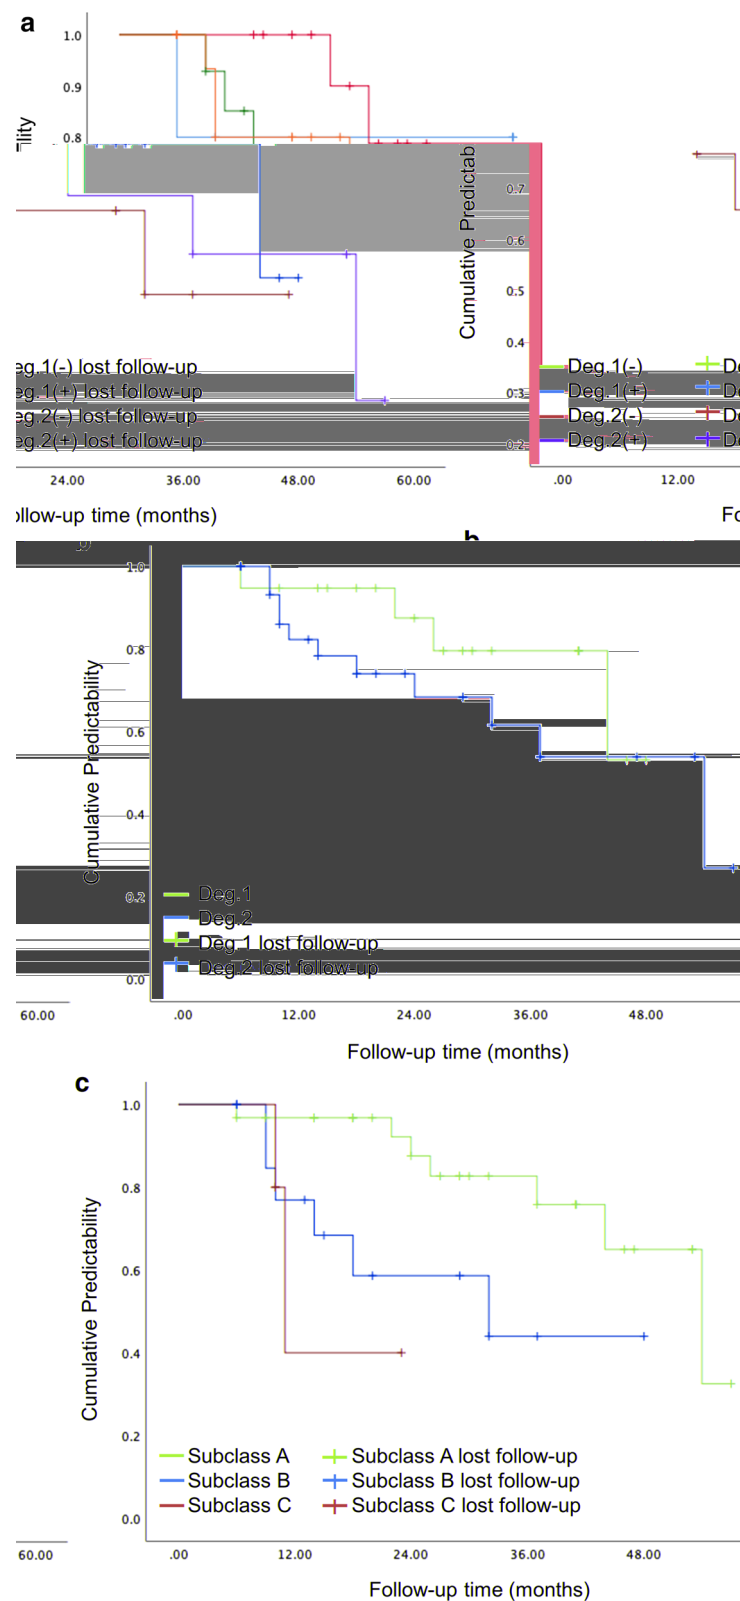 a
1.0
0.9
0.8
Cumulative Predictab
0.7
0.6
0.5
0.4
0.3
0.2
eg.1(-) lost follow-up
eg.1(+) lost follow-up
eg.2(-) lost follow-up
eg.2(+) lost follow-up
Deg.1(-)
Deg.1(+)
Deg.2(-)
Deg.2(+)
24.00 36.00 48.00 60.00 .00 12.00
ollow-up time (months) Fo
b
1.0
0.8
0.6
0.4
0.2
0.0
Cumulative Predictability
Deg.1
Deg.2
Deg.1 lost follow-up
Deg.2 lost follow-up
60.00 .00 12.00 24.00 36.00 48.00
Follow-up time (months)
c
1.0
0.8
0.6
0.4
0.2
0.0
Cumulative Predictability
Subclass A Subclass A lost follow-up
Subclass B Subclass B lost follow-up
Subclass C Subclass C lost follow-up
60.00 .00 12.00 24.00 36.00 48.00
Follow-up time (months)